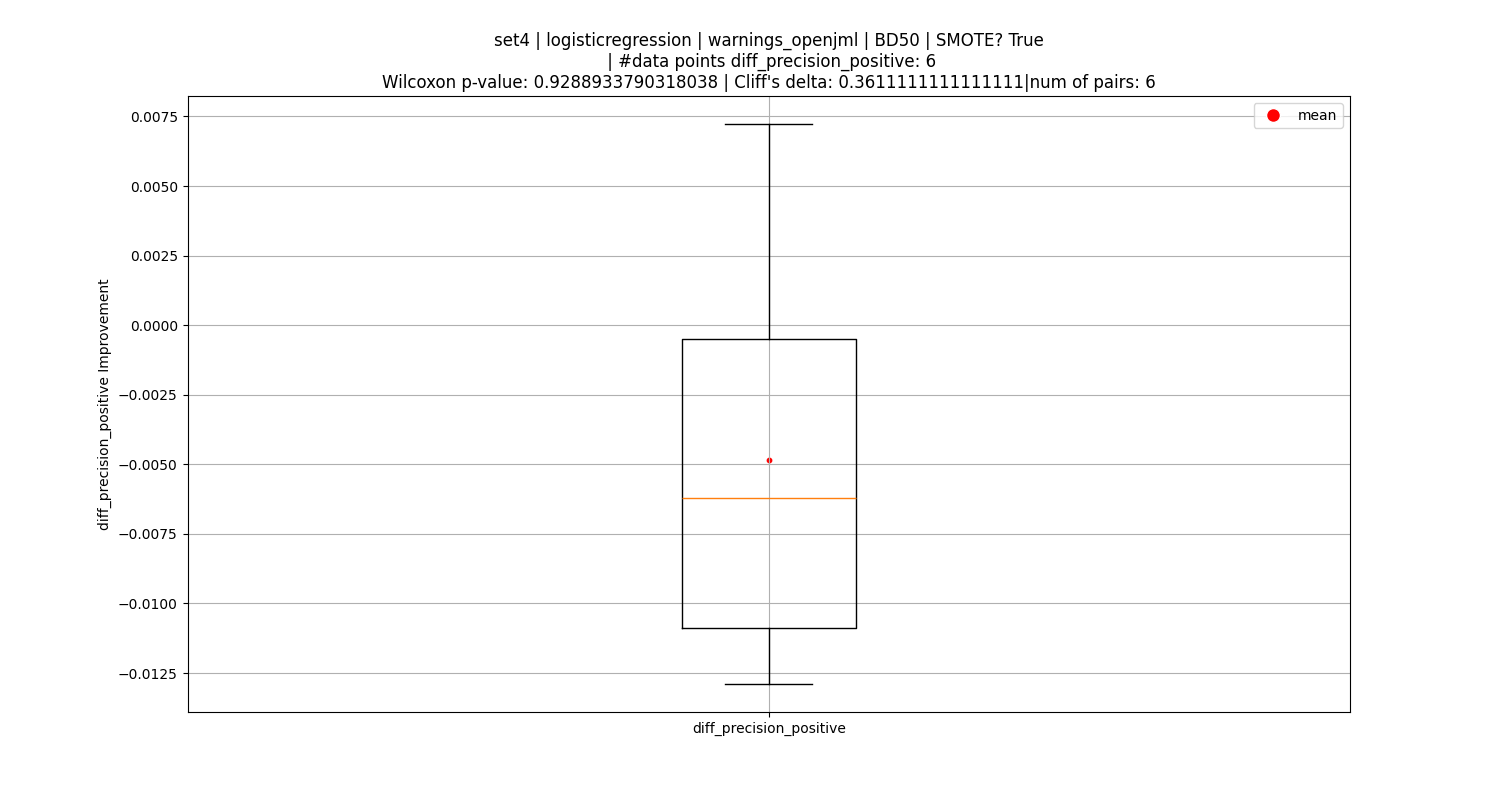 set4 | logisticregression | warnings_openjml | BD50 | SMOTE? True
| #data points diff_precision_positive: 6
Wilcoxon p-value: 0.9288933790318038 | Cliff's delta: 0.3611111111111111|num of pairs: 6
mean
0.0075
0.0050
0.0025
0.0000
−0.0025
−0.0050
−0.0075
−0.0100
−0.0125
diff_precision_positive Improvement
diff_precision_positive